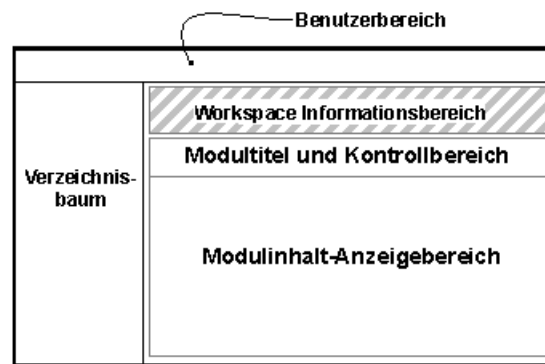 Benutzerbereich
Workspace Informationsbereich
Modultitel und Kontrollbereich
Verzeichnis-
baum
Modulinhalt-Anzeigebereich